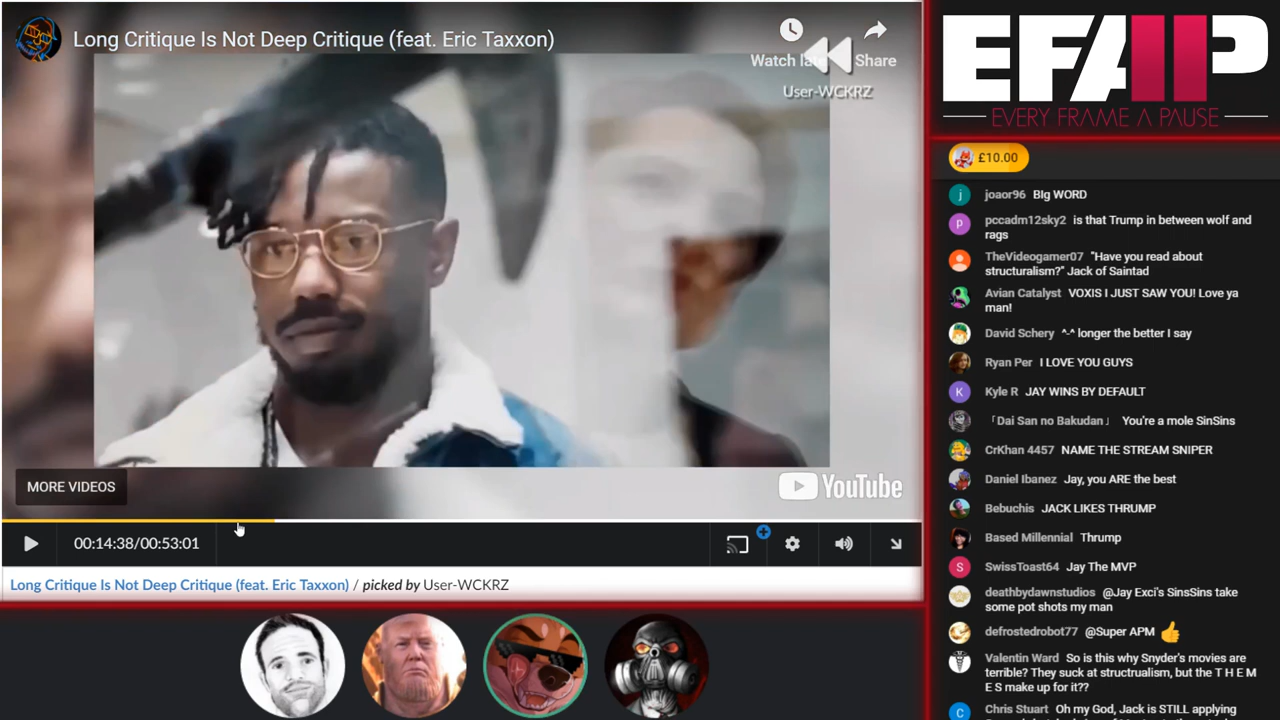 Long Critique Is Not Deep Critique (feat. Eric Taxxon)
Share
User-WCKRZ
MORE VIDEOS
YouTube
00:14:38/00:53:01
Long Critique Is Not Deep Critique (feat. Eric Taxxon) / picked by User-WCKRZ
EFAP
EVERY FRAME A PAUSE
£10.00
joaor96 BIg WORD
pccadm12sky2 is that Trump in between wolf and
rags
TheVideogamer07 "Have you read about
structuralism?" Jack of Saintad
Avian Catalyst VOXIS I JUST SAW YOU! Love ya
man!
David Schery ^-^ longer the better I say
Ryan Per I LOVE YOU GUYS
Kyle R JAY WINS BY DEFAULT
「Dai San no Bakudan」 You're a mole SinSins
CrKhan 4457 NAME THE STREAM SNIPER
Daniel Ibanez Jay, you ARE the best
Bebuchis JACK LIKES THRUMP
Based Millennial Thrump
SwissToast64 Jay The MVP
deathbydawnstudios @Jay Exci's SinsSins take
some pot shots my man
defrostedrobot77 @Super APM 👍
Valentin Ward So is this why Snyder's movies are
terrible? They suck at structrualism, but the T H E M
E S make up for it??
Chris Stuart Oh my God, Jack is STILL applying